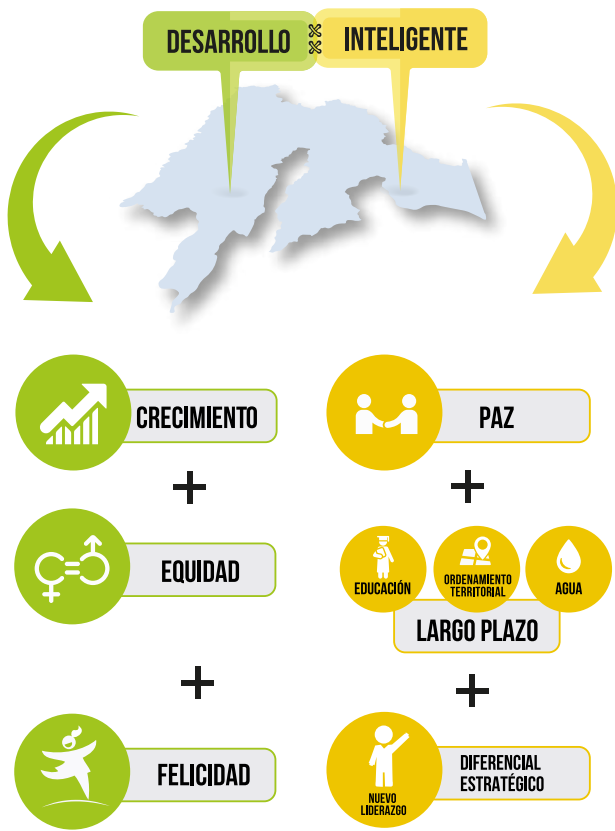 DESARROLLO
INTELIGENTE
CRECIMIENTO
+
EQUIDAD
+
FELICIDAD
PAZ
+
EDUCACIÓN
ORDENAMIENTO
TERRITORIAL
AGUA
LARGO PLAZO
+
NUEVO
LIDERAZGO
DIFERENCIAL
ESTRATÉGICO